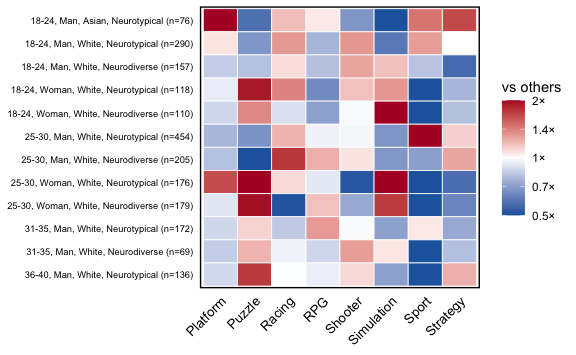 18-24, Man, Asian, Neurotypical (n=76)
18-24, Man, White, Neurotypical (n=290)
18-24, Man, White, Neurodiverse (n=157)
18-24, Woman, White, Neurotypical (n=118)
18-24, Woman, White, Neurodiverse (n=110)
25-30, Man, White, Neurotypical (n=454)
25-30, Man, White, Neurodiverse (n=205)
25-30, Woman, White, Neurotypical (n=176)
25-30, Woman, White, Neurodiverse (n=179)
31-35, Man, White, Neurotypical (n=172)
31-35, Man, White, Neurodiverse (n=69)
36-40, Man, White, Neurotypical (n=136)
Platform
Puzzle
Racing
RPG
Shooter
Simulation
Sport
Strategy
vs others
2×
1.4×
1×
0.7×
0.5×